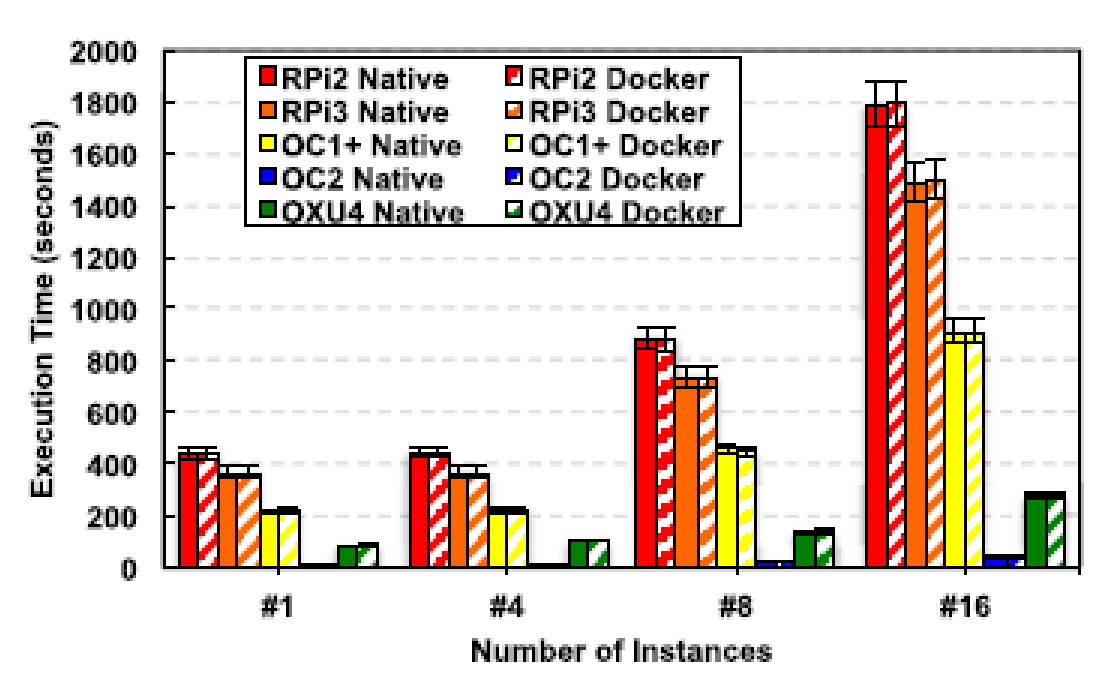 2000
1800
1600
1400
1200
1000
800
600
400
200
0
Execution Time (seconds)
RPi2 Native RPi2 Docker
RPi3 Native RPi3 Docker
OC1+ Native OC1+ Docker
OC2 Native OC2 Docker
OXU4 Native OXU4 Docker
#1 #4 #8 #16
Number of Instances